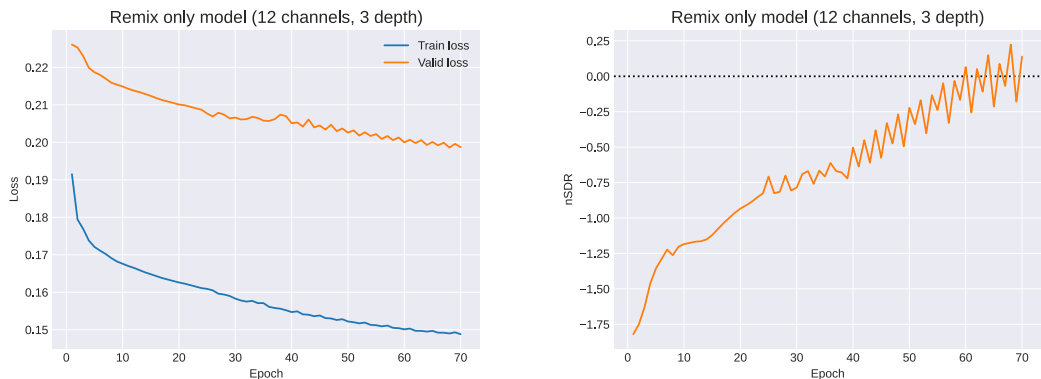 Remix only model (12 channels, 3 depth)
Train loss
Valid loss
0.22
0.21
0.20
0.19
0.18
0.17
0.16
0.15
Loss
0 10 20 30 40 50 60 70
Epoch
Remix only model (12 channels, 3 depth)
0.25
0.00
−0.25
−0.50
−0.75
−1.00
−1.25
−1.50
−1.75
nSDR
0 10 20 30 40 50 60 70
Epoch